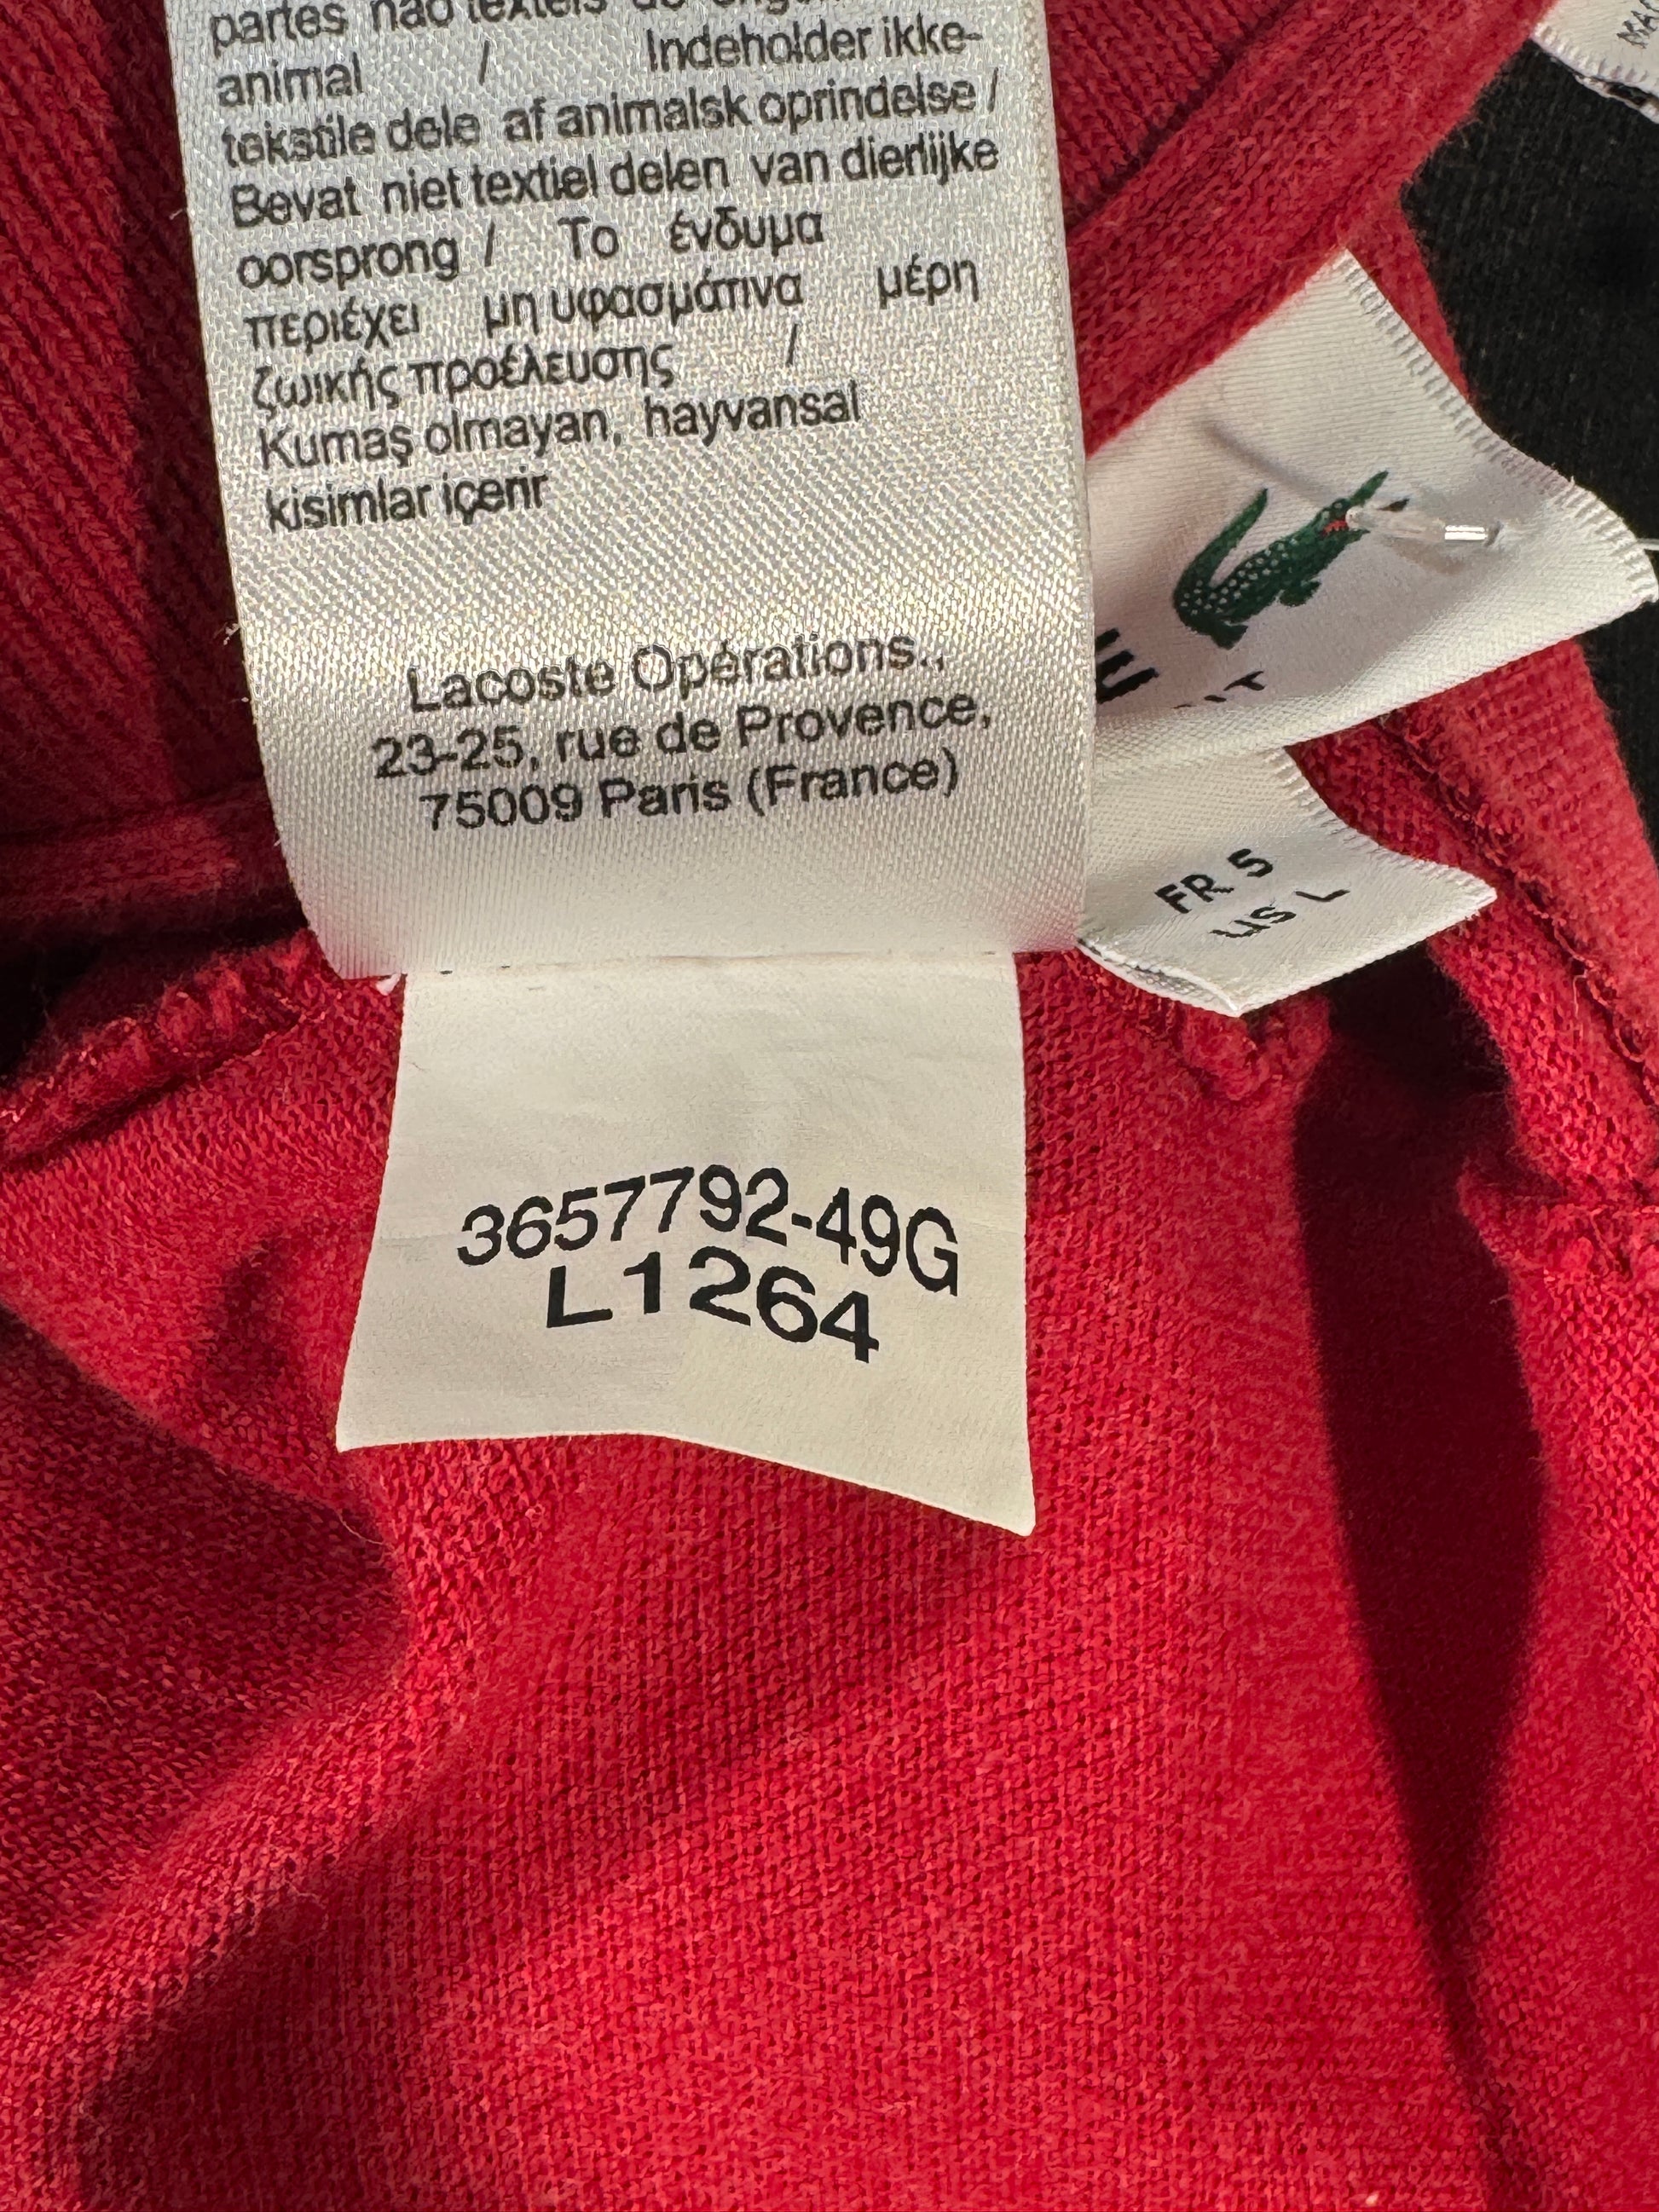 partes não texteis de
animal / Indeholder ikke-
tekstile dele af animalsk oprindelse /
Bevat niet textiel delen van dierlijke
oorsprong / Το ένδυμα
περιέχει μη υφασμάτινα μέρη
ζωικής προέλευσης /
Kumaş olmayan, hayvansal
kisimlar içerir
Lacoste Opérations.,
23-25, rue de Provence,
75009 Paris (France)
FR 5
US L
3657792-49G
L1264